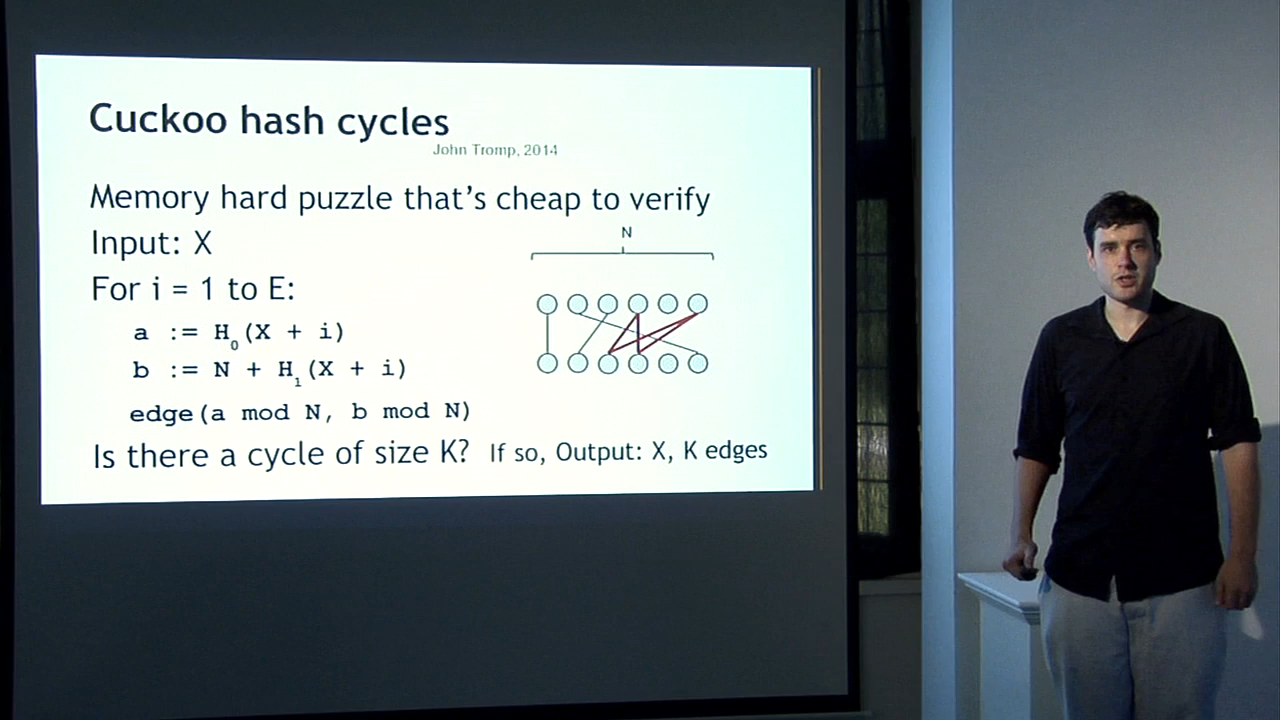 Cuckoo hash cycles
John Tromp, 2014
Memory hard puzzle that's cheap to verify
Input: X
For i = 1 to E:
N
a := H0(X + i)
b := N + H1(X + i)
edge(a mod N, b mod N)
Is there a cycle of size K? If so, Output: X, K edges